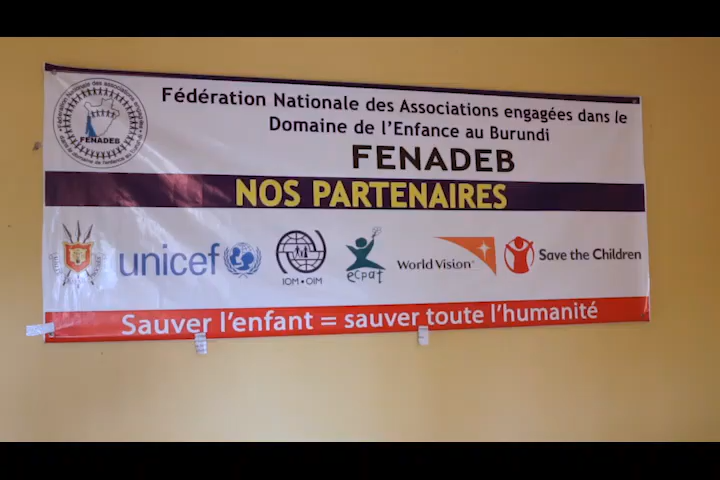 Fédération Nationale des Associations engagées dans le
Domaine de l'Enfance au Burundi
FENADEB
FENADEB
NOS PARTENAIRES
unicef
IOM • OIM
ecpat
World Vision
Save the Children
Sauver l'enfant = sauver toute l'humanité